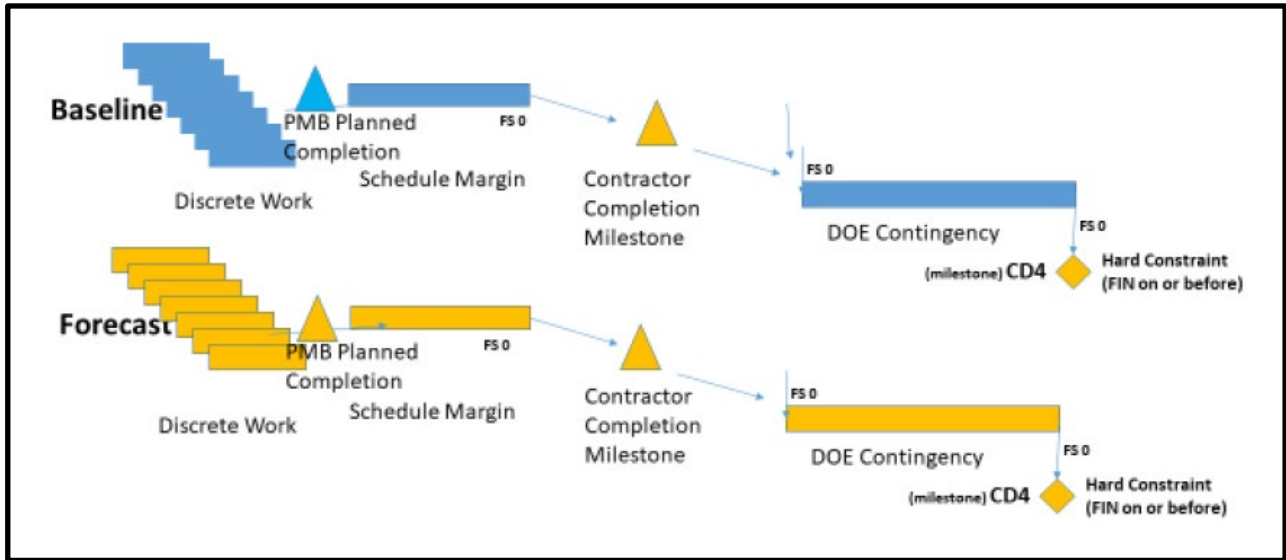 Baseline
PMB Planned
Completion
FS 0
Schedule Margin
Discrete Work
Contractor
Completion
Milestone
FS 0
DOE Contingency
FS 0
(milestone) CD4
Hard Constraint
(FIN on or before)
Forecast
PMB Planned
Completion
FS 0
Schedule Margin
Discrete Work
Contractor
Completion
Milestone
FS 0
DOE Contingency
FS 0
(milestone) CD4
Hard Constraint
(FIN on or before)